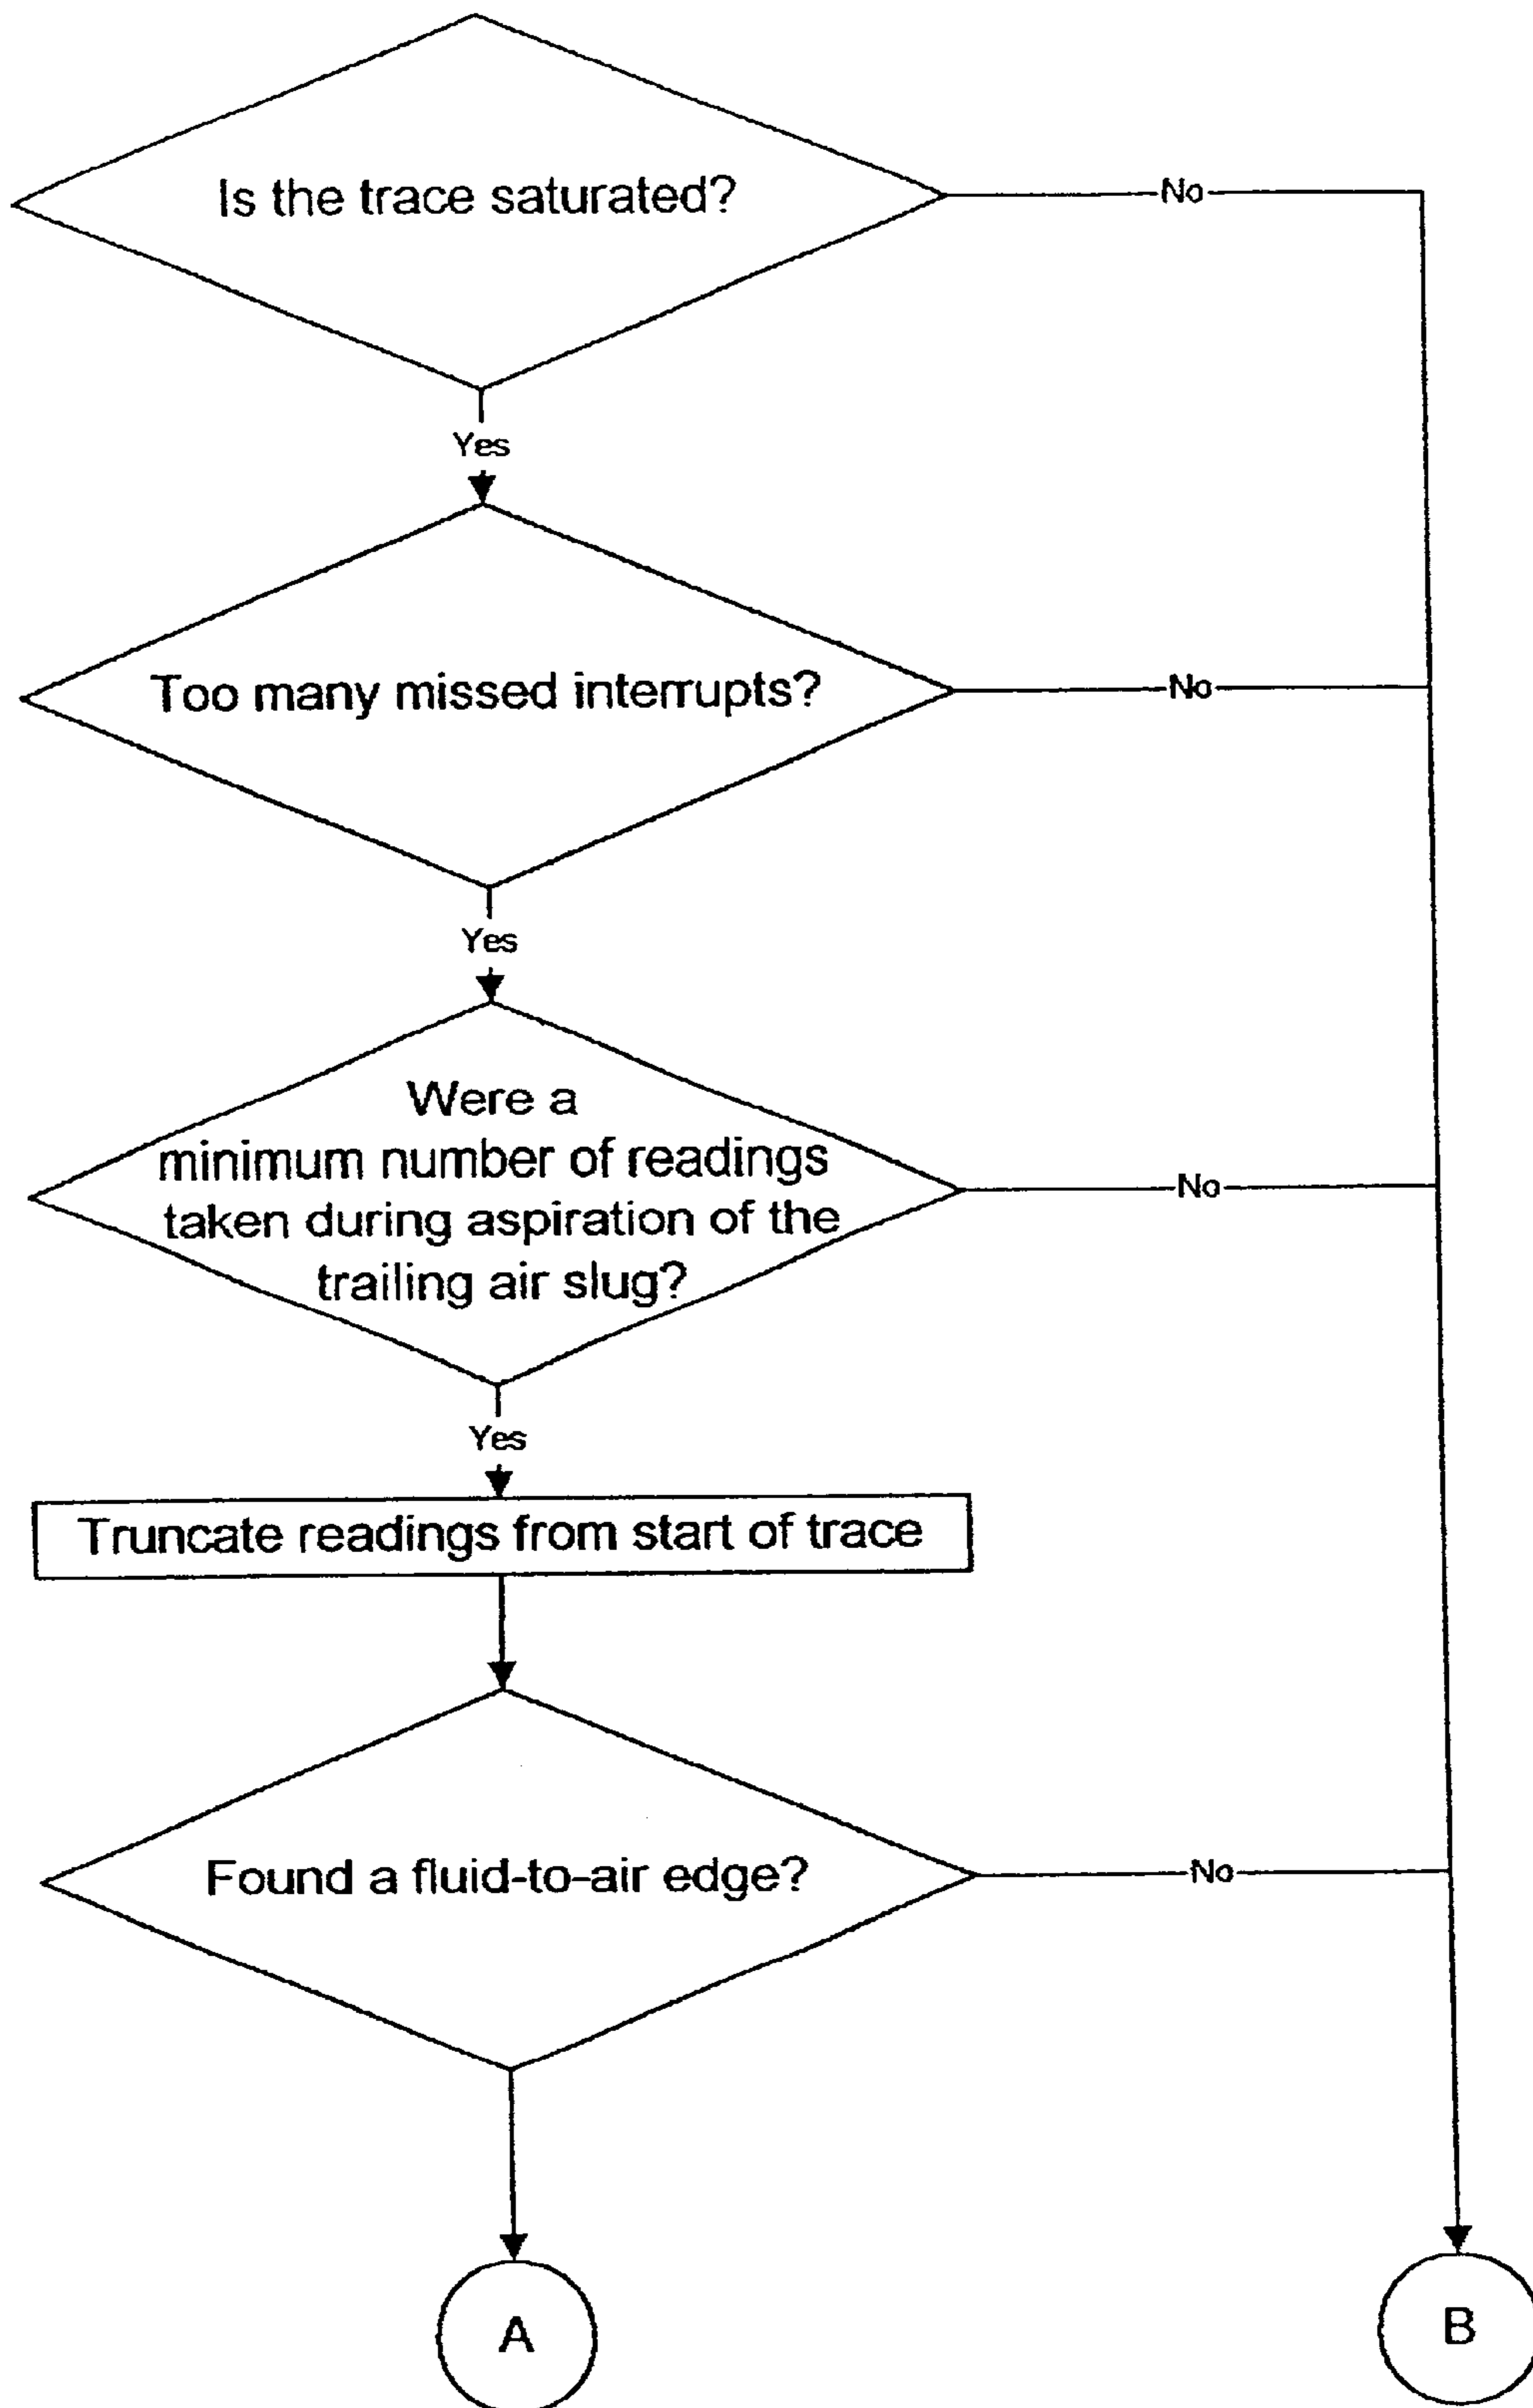 Is the trace saturated?
No
Yes
Too many missed interrupts?
No
Yes
Were a
minimum number of readings
taken during aspiration of the
trailing air slug?
No
Yes
Truncate readings from start of trace
Found a fluid-to-air edge?
No
A
B